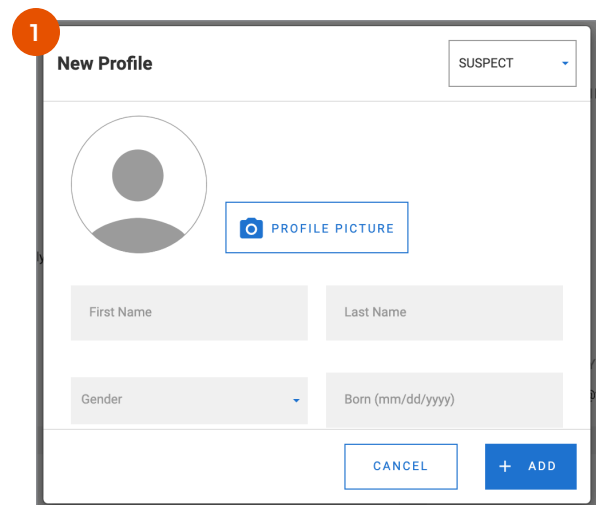 1
New Profile
SUSPECT
PROFILE PICTURE
First Name
Last Name
Gender
Born (mm/dd/yyyy)
CANCEL
+ ADD